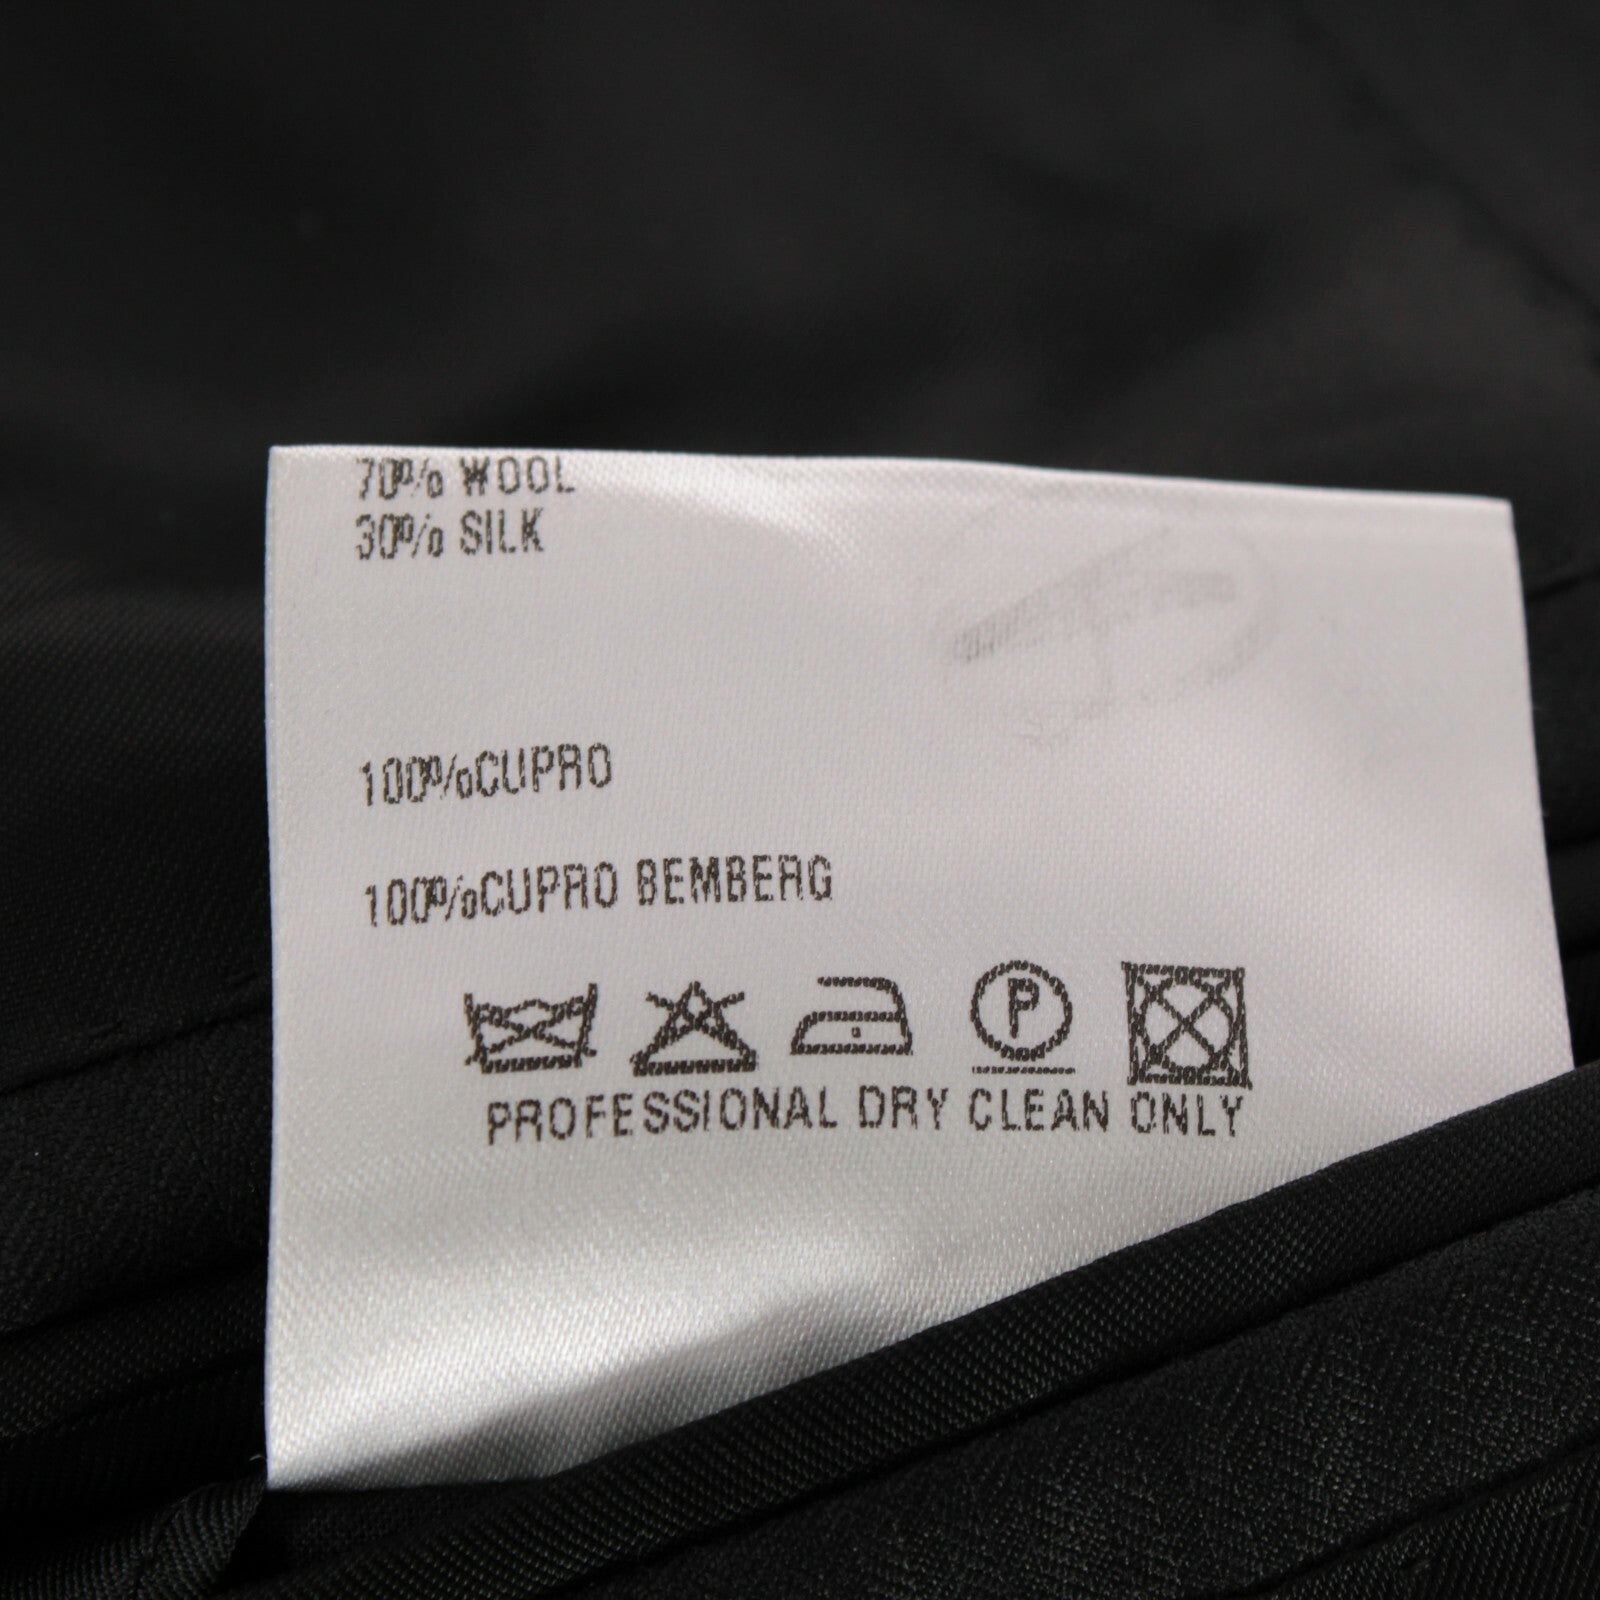 70% WOOL
30% SILK
100%CUPRO
100%CUPRO BEMBERG
P
PROFESSIONAL DRY CLEAN ONLY